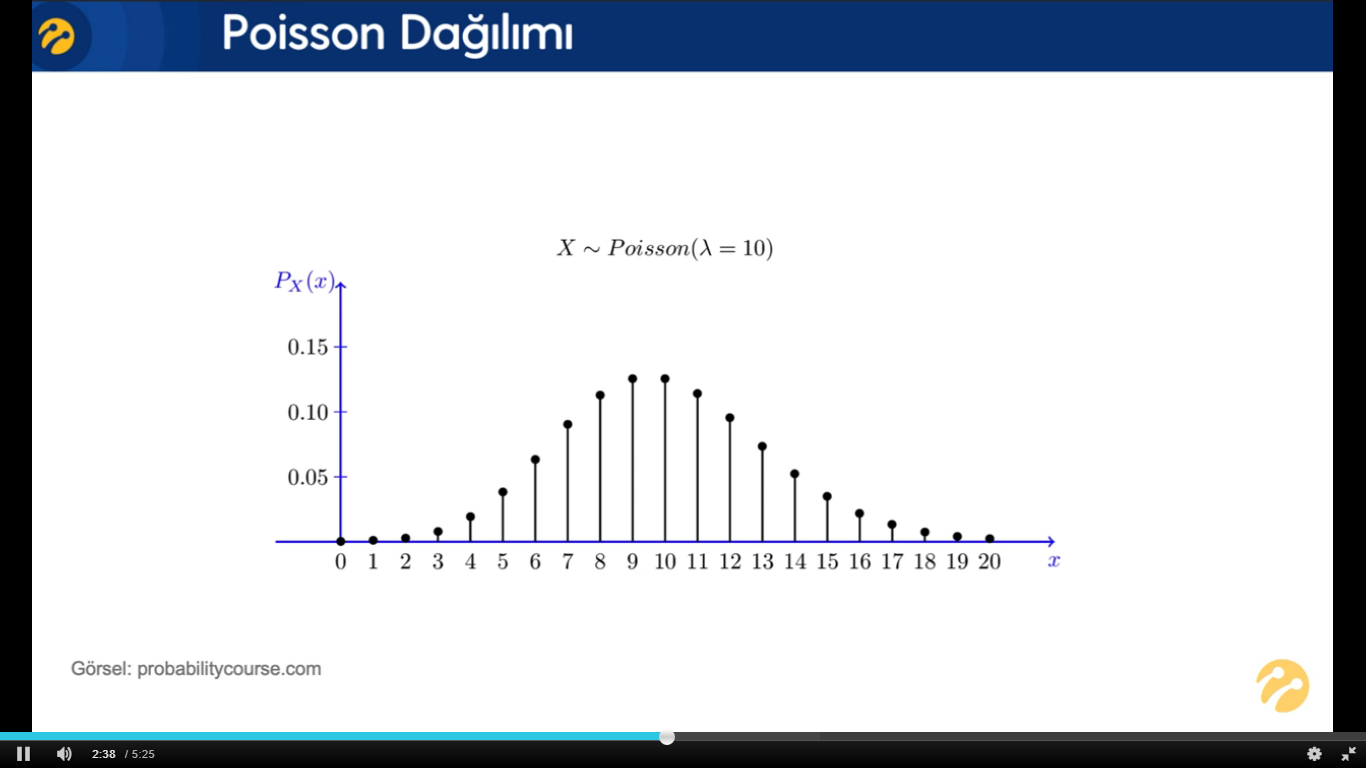 Poisson Dağılımı
X ∼ Poisson(λ = 10)
P_X(x)
0.15
0.10
0.05
0 1 2 3 4 5 6 7 8 9 10 11 12 13 14 15 16 17 18 19 20 x
Görsel: probabilitycourse.com
2:38 / 5:25